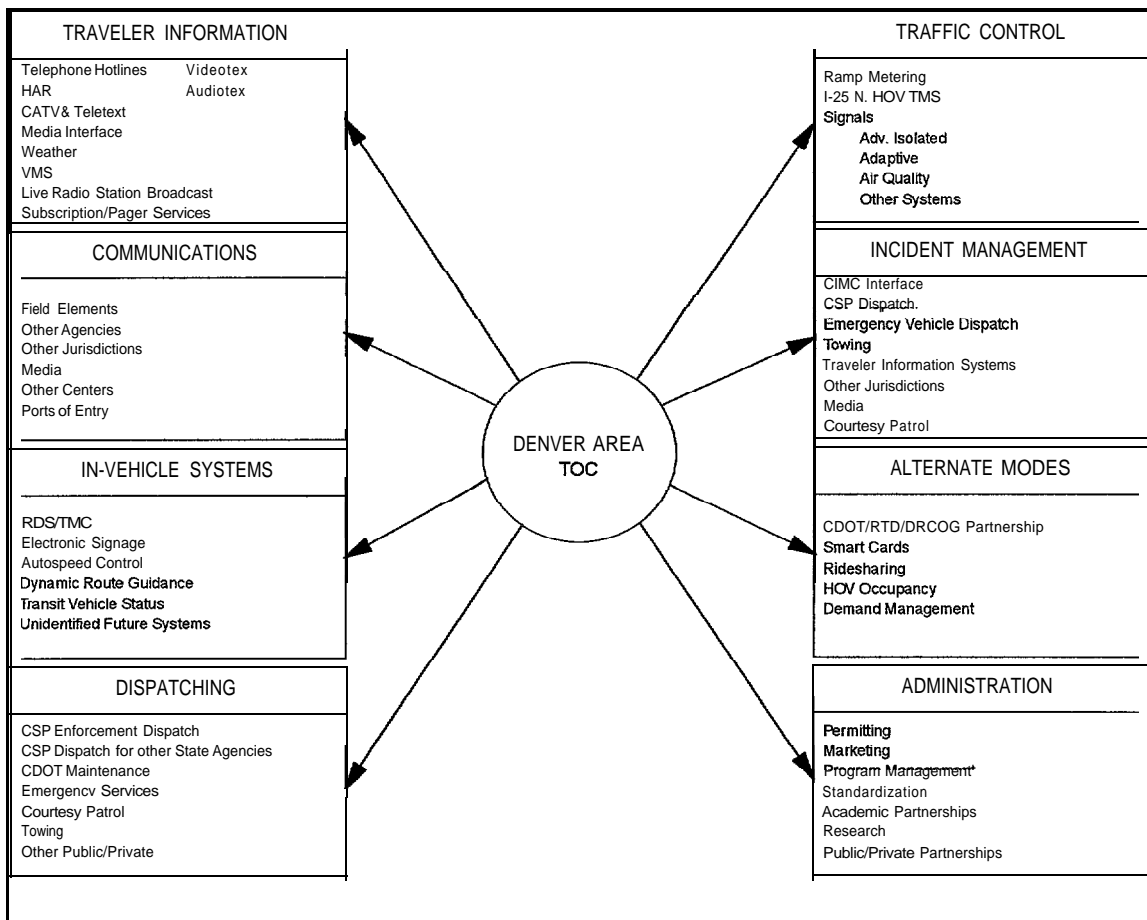 TRAVELER INFORMATION
Telephone Hotlines Videotex
HAR Audiotex
CATV& Teletext
Media Interface
Weather
VMS
Live Radio Station Broadcast
Subscription/Pager Services
COMMUNICATIONS
Field Elements
Other Agencies
Other Jurisdictions
Media
Other Centers
Ports of Entry
IN-VEHICLE SYSTEMS
RDS/TMC
Electronic Signage
Autospeed Control
Dynamic Route Guidance
Transit Vehicle Status
Unidentified Future Systems
DISPATCHING
CSP Enforcement Dispatch
CSP Dispatch for other State Agencies
CDOT Maintenance
Emergencv Services
Courtesy Patrol
Towing
Other Public/Private
DENVER AREA
TOC
TRAFFIC CONTROL
Ramp Metering
I-25 N. HOV TMS
Signals
Adv. Isolated
Adaptive
Air Quality
Other Systems
INCIDENT MANAGEMENT
CIMC Interface
CSP Dispatch.
Emergency Vehicle Dispatch
Towing
Traveler Information Systems
Other Jurisdictions
Media
Courtesy Patrol
ALTERNATE MODES
CDOT/RTD/DRCOG Partnership
Smart Cards
Ridesharing
HOV Occupancy
Demand Management
ADMINISTRATION
Permitting
Marketing
Program Management*
Standardization
Academic Partnerships
Research
Public/Private Partnerships